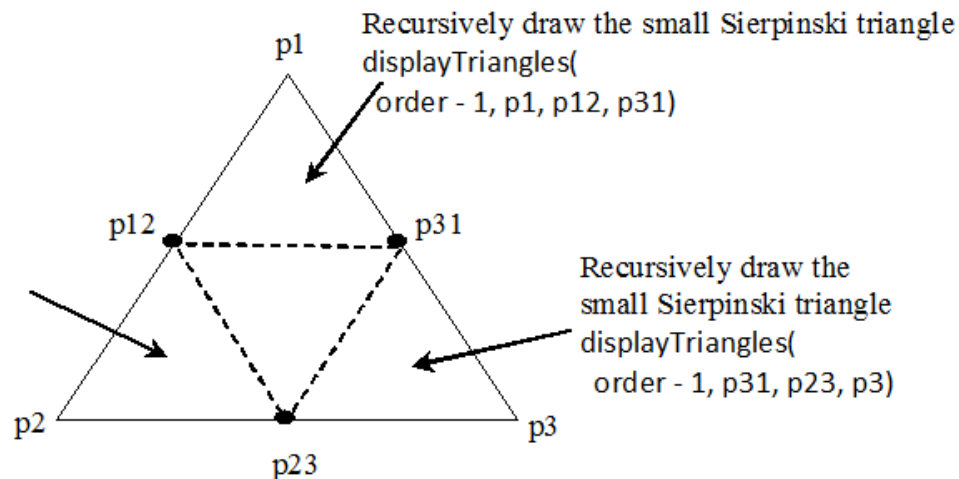 Recursively draw the small Sierpinski triangle
p1
displayTriangles(
order - 1, p1, p12, p31)
p12
p31
Recursively draw the
small Sierpinski triangle
displayTriangles(
order - 1, p31, p23, p3)
p2
p3
p23